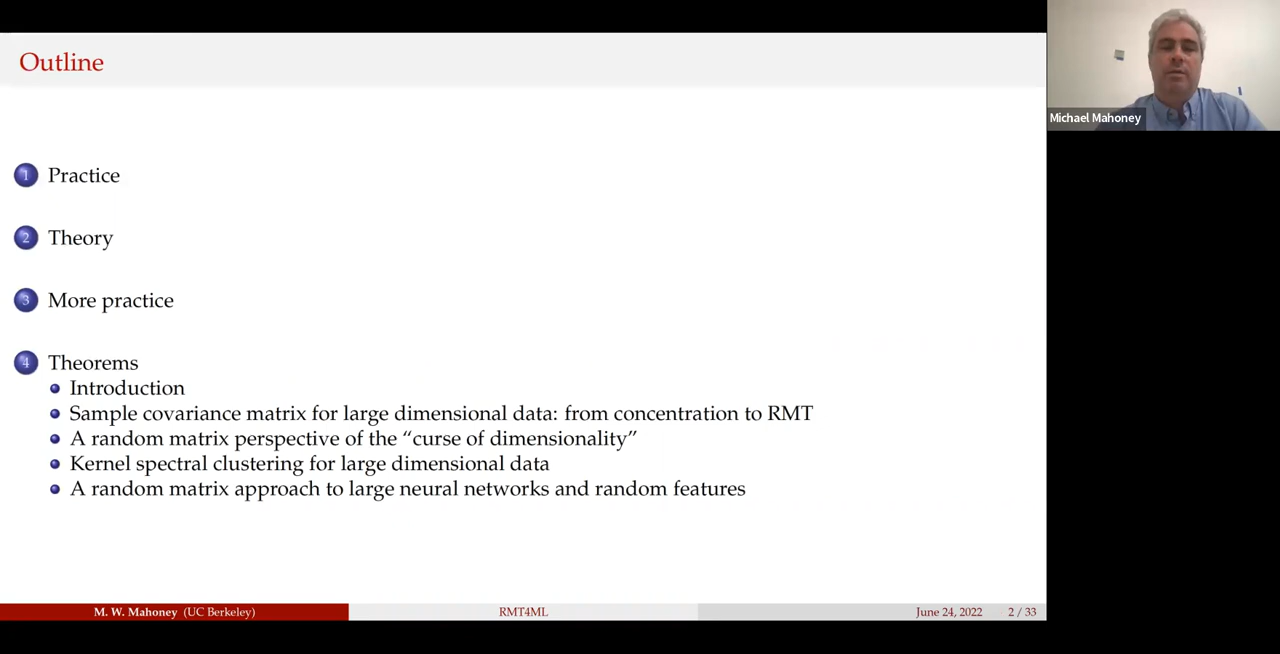 Outline
1 Practice
2 Theory
3 More practice
4 Theorems
Introduction
Sample covariance matrix for large dimensional data: from concentration to RMT
A random matrix perspective of the “curse of dimensionality”
Kernel spectral clustering for large dimensional data
A random matrix approach to large neural networks and random features
M. W. Mahoney (UC Berkeley) RMT4ML June 24, 2022 2 / 33
Michael Mahoney